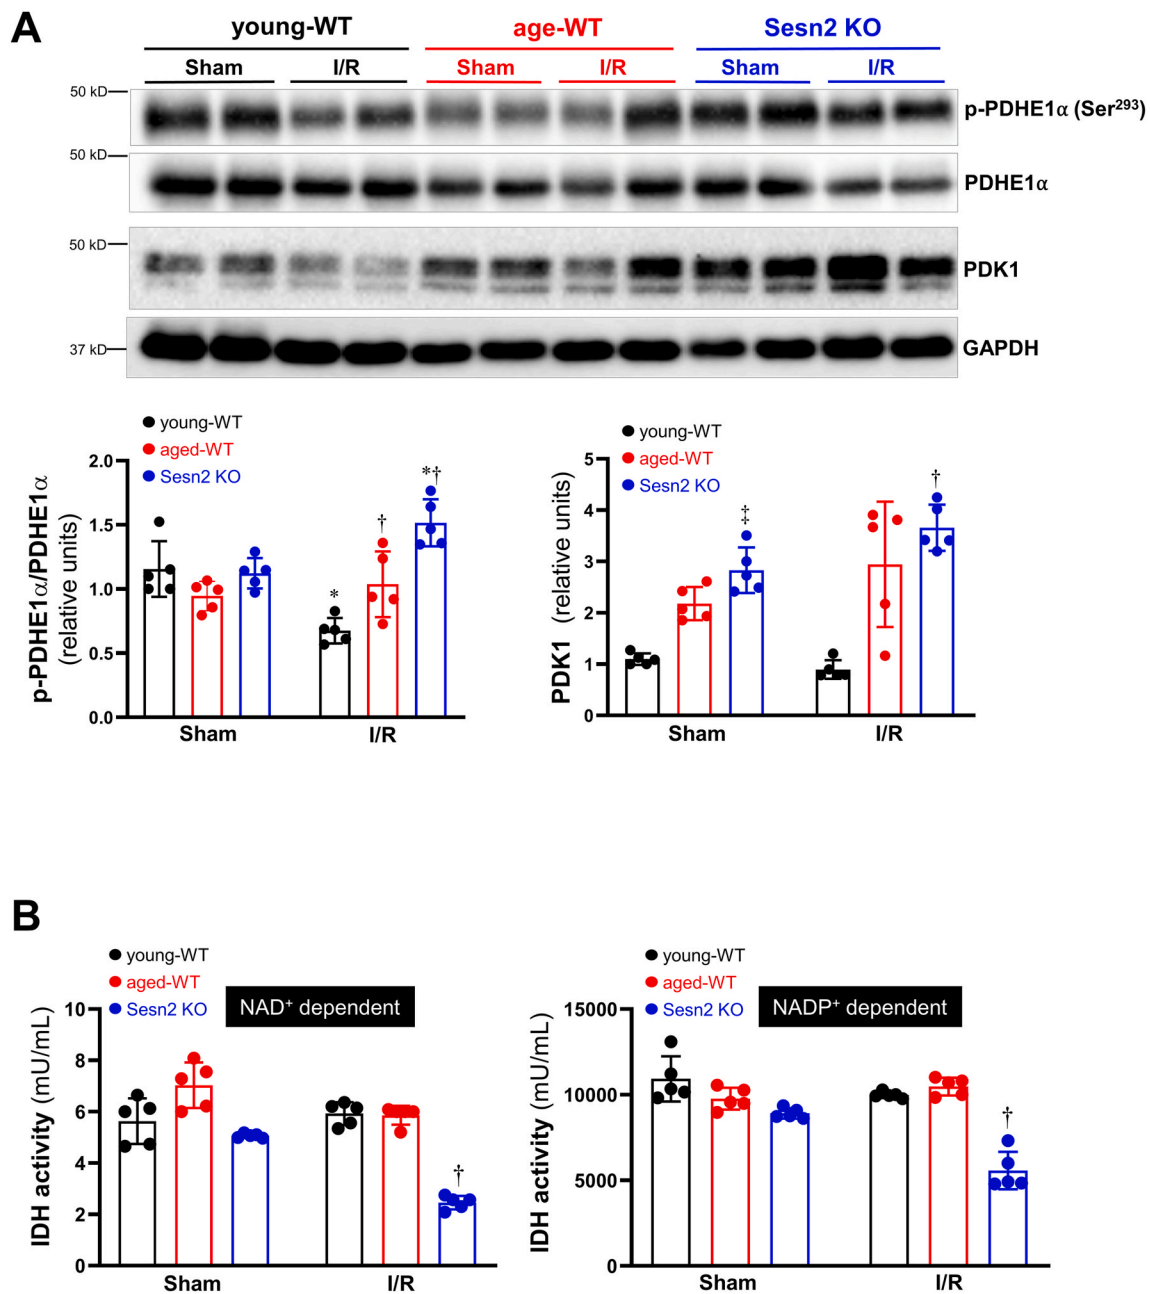 A
young-WT age-WT Sesn2 KO
Sham I/R Sham I/R Sham I/R
50 kD
p-PDHE1α (Ser²⁹³)
50 kD
PDHE1α
50 kD
PDK1
37 kD
GAPDH
young-WT
aged-WT
Sesn2 KO
p-PDHE1α/PDHE1α
(relative units)
2.0
1.5
1.0
0.5
0.0
*
†
*†
Sham I/R
young-WT
aged-WT
Sesn2 KO
PDK1 (relative units)
5
4
3
2
1
0
‡
†
Sham I/R
B
young-WT
aged-WT
Sesn2 KO
NAD⁺ dependent
IDH activity (mU/mL)
10
8
6
4
2
0
†
Sham I/R
young-WT
aged-WT
Sesn2 KO
NADP⁺ dependent
IDH activity (mU/mL)
15000
10000
5000
0
†
Sham I/R